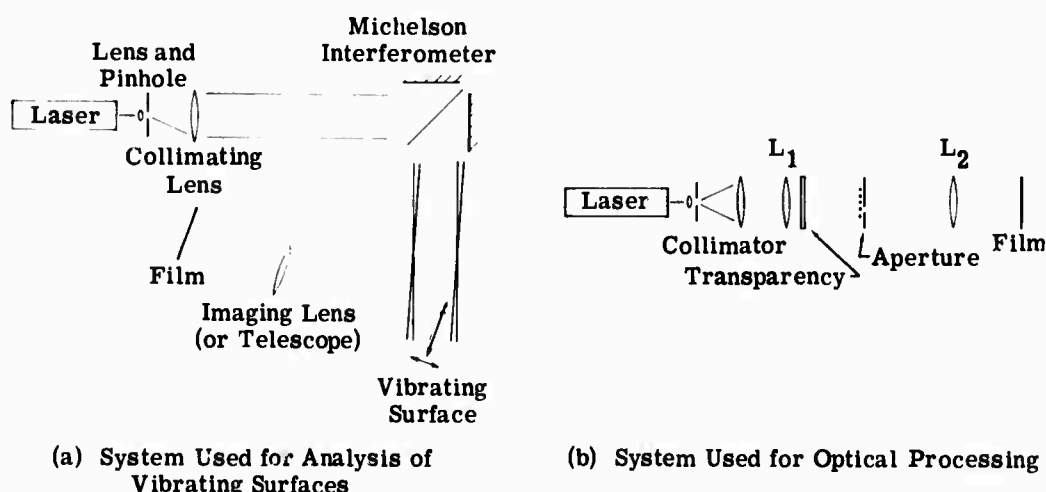 Michelson
Interferometer
Lens and
Pinhole
Laser
Collimating
Lens
Film
Imaging Lens
(or Telescope)
Vibrating
Surface
(a) System Used for Analysis of
Vibrating Surfaces
L1
L2
Laser
Collimator
Transparency
Aperture
Film
(b) System Used for Optical Processing